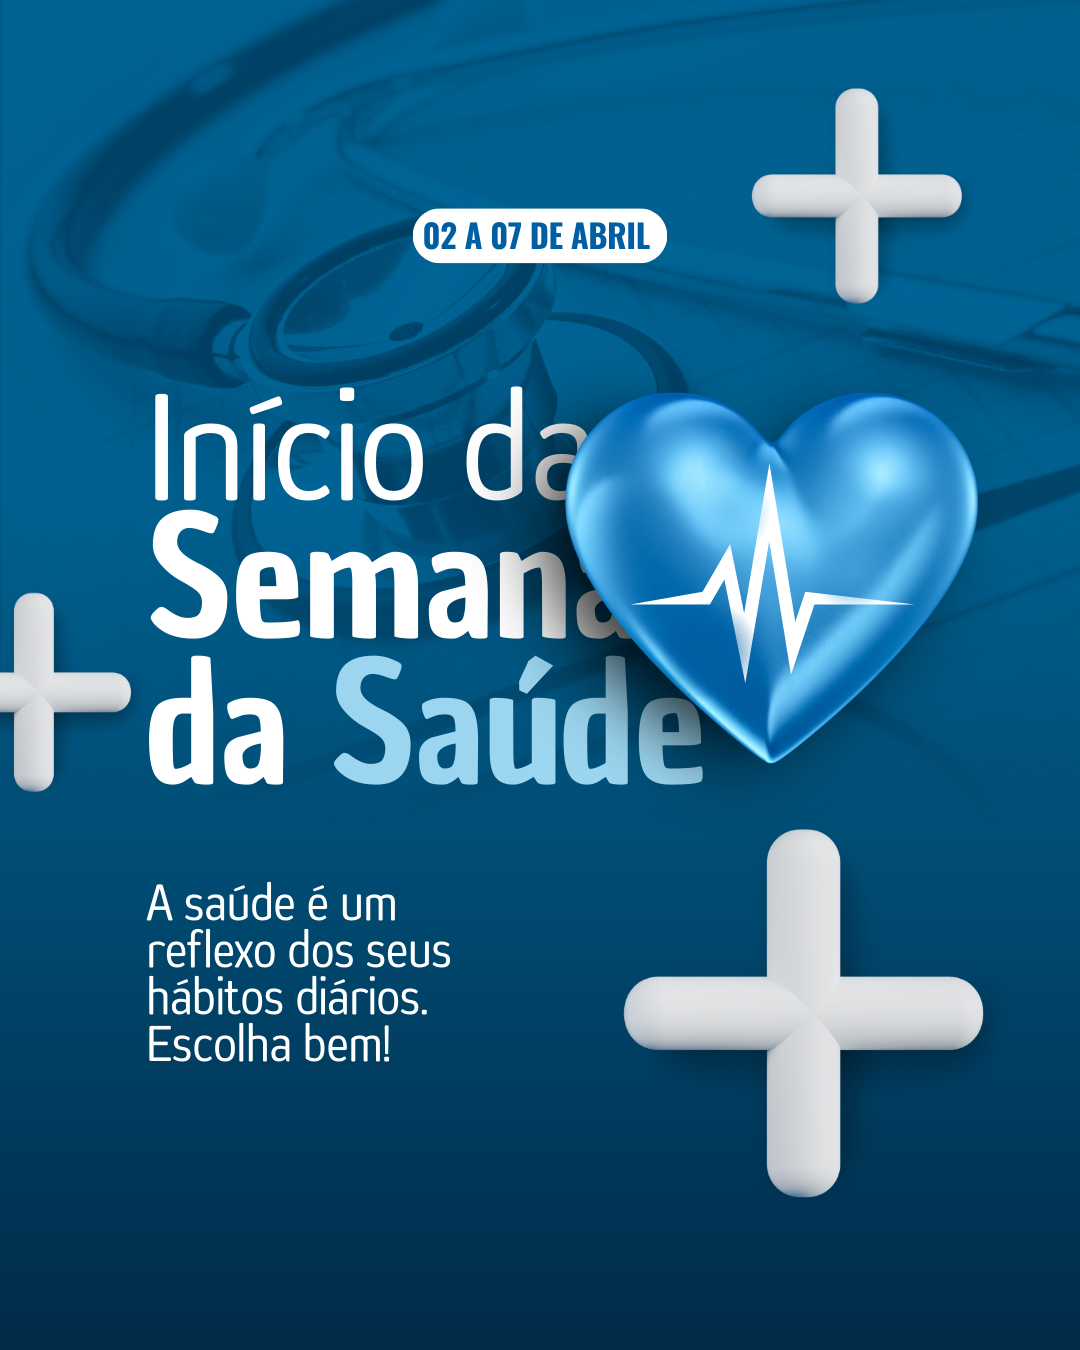 02 A 07 DE ABRIL
Início da
Semana
da Saúde
A saúde é um
reflexo dos seus
hábitos diários.
Escolha bem!